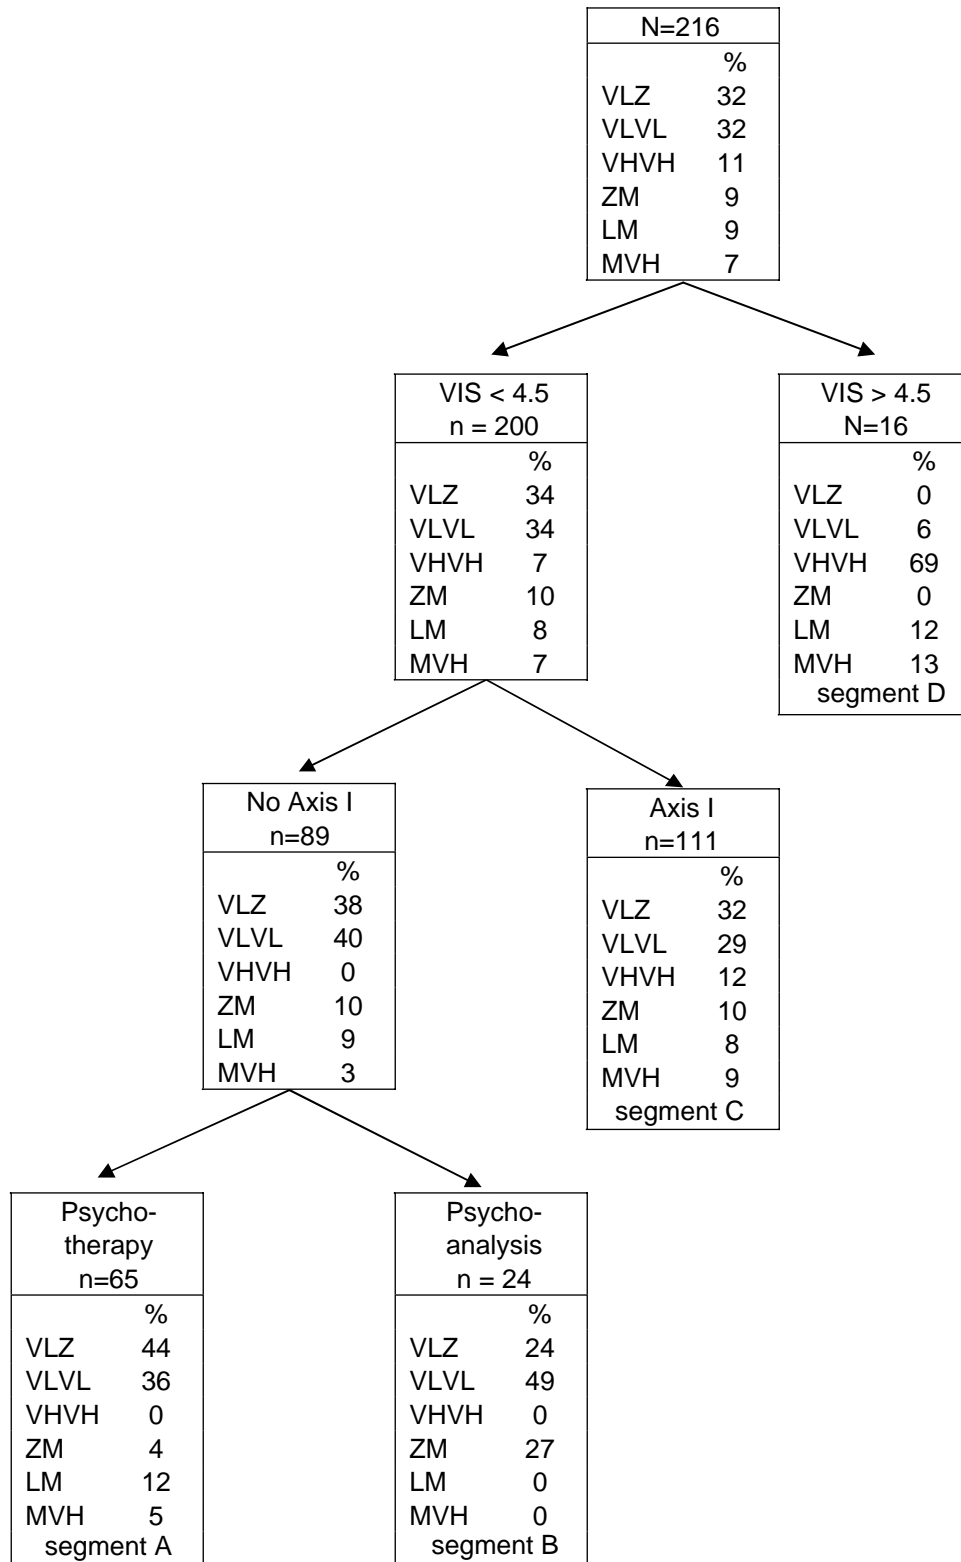 N=216
%
VLZ 32
VLVL 32
VHVH 11
ZM 9
LM 9
MVH 7
VIS < 4.5
n = 200
%
VLZ 34
VLVL 34
VHVH 7
ZM 10
LM 8
MVH 7
VIS > 4.5
N=16
%
VLZ 0
VLVL 6
VHVH 69
ZM 0
LM 12
MVH 13
segment D
No Axis I
n=89
%
VLZ 38
VLVL 40
VHVH 0
ZM 10
LM 9
MVH 3
Axis I
n=111
%
VLZ 32
VLVL 29
VHVH 12
ZM 10
LM 8
MVH 9
segment C
Psycho-
therapy
n=65
%
VLZ 44
VLVL 36
VHVH 0
ZM 4
LM 12
MVH 5
segment A
Psycho-
analysis
n = 24
%
VLZ 24
VLVL 49
VHVH 0
ZM 27
LM 0
MVH 0
segment B